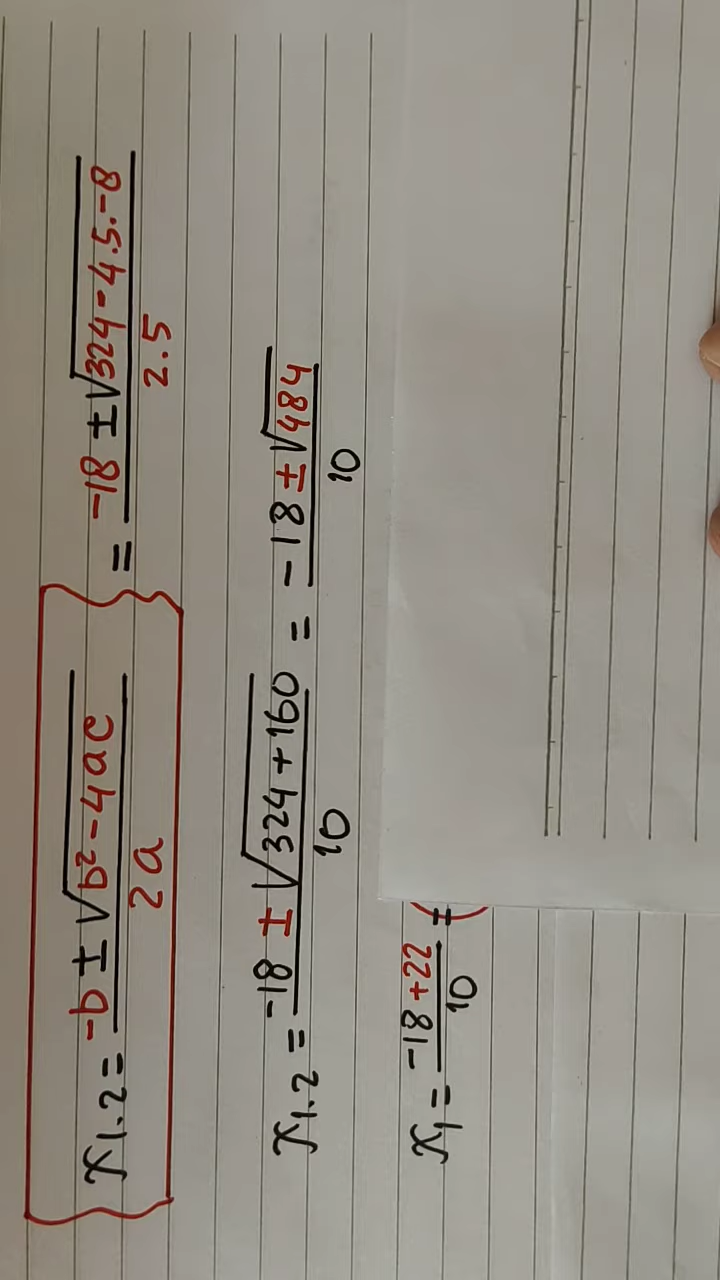 x₁.₂ = (-b ± √(b² - 4ac)) / 2a = (-18 ± √(324 - 4.5.-8)) / 2.5
x₁.₂ = (-18 ± √(324 + 160)) / 10 = (-18 ± √484) / 10
x₁ = (-18 + 22) / 10 =